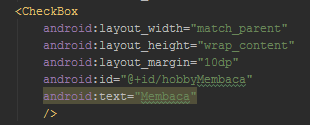 <CheckBox
android:layout_width="match_parent"
android:layout_height="wrap_content"
android:layout_margin="10dp"
android:id="@+id/hobbyMembaca"
android:text="Membaca"
/>